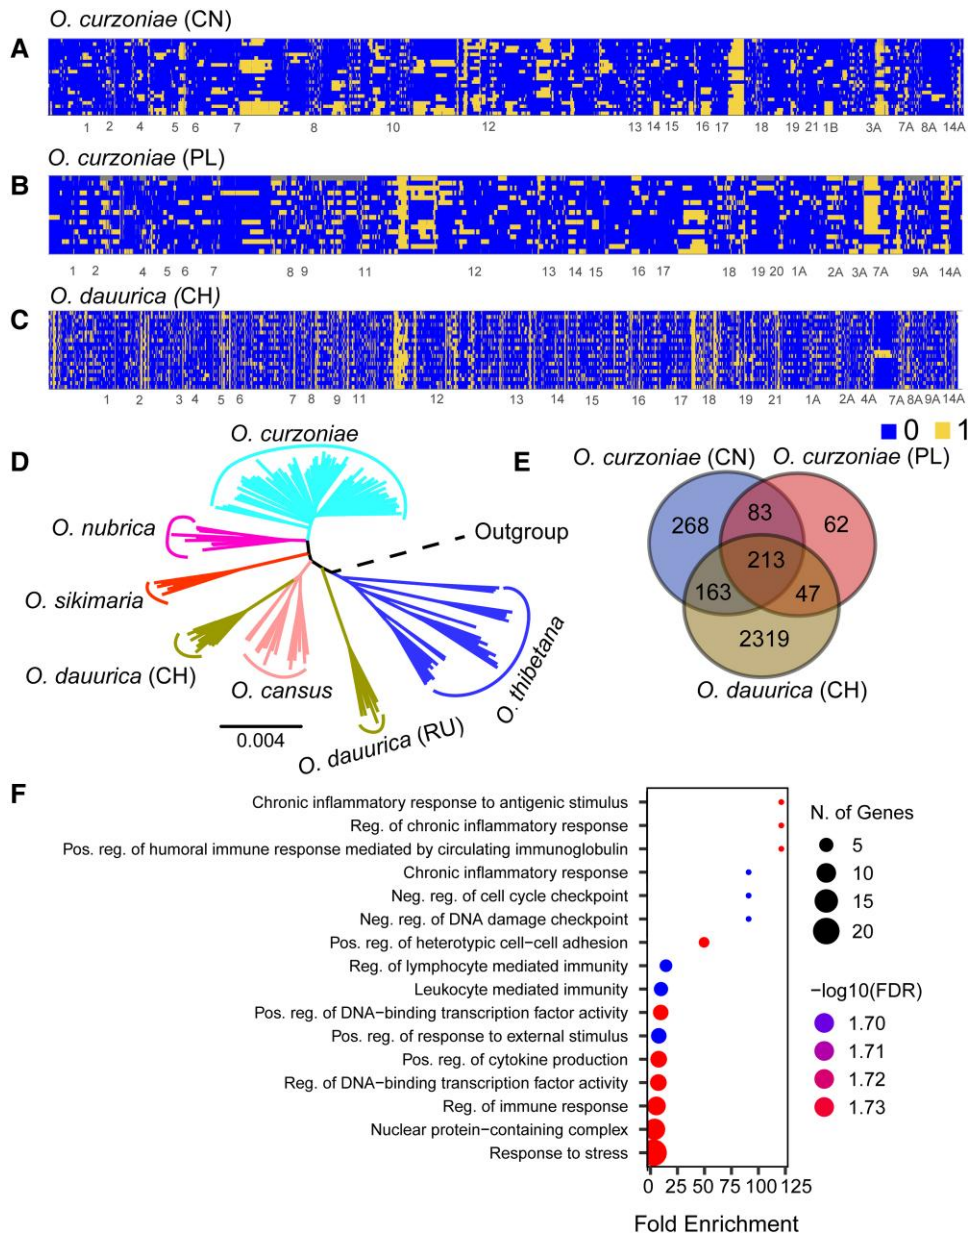 O. curzoniae (CN)
A
1 2 4 5 6 7 8 10 12 13 14 15 16 17 18 19 21 1B 3A 7A 8A 14A
O. curzoniae (PL)
B
1 2 4 5 6 7 8 9 11 12 13 14 15 16 17 18 19 20 1A 2A 3A 7A 9A 14A
O. dauurica (CH)
C
1 2 3 4 5 6 7 8 9 11 12 13 14 15 16 17 18 19 21 1A 2A 4A 7A 8A 9A 14A
0 1
D
O. curzoniae
O. nubrica
Outgroup
O. sikimaria
O. dauurica (CH)
O. cansus
O. dauurica (RU)
O. thibetana
0.004
E
O. curzoniae (CN) O. curzoniae (PL)
268 83 62
213
163 47
2319
O. dauurica (CH)
F
Chronic inflammatory response to antigenic stimulus
Reg. of chronic inflammatory response
Pos. reg. of humoral immune response mediated by circulating immunoglobulin
Chronic inflammatory response
Neg. reg. of cell cycle checkpoint
Neg. reg. of DNA damage checkpoint
Pos. reg. of heterotypic cell−cell adhesion
Reg. of lymphocyte mediated immunity
Leukocyte mediated immunity
Pos. reg. of DNA−binding transcription factor activity
Pos. reg. of response to external stimulus
Pos. reg. of cytokine production
Reg. of DNA−binding transcription factor activity
Reg. of immune response
Nuclear protein−containing complex
Response to stress
0 25 50 75 100 125
Fold Enrichment
N. of Genes
5
10
15
20
−log10(FDR)
1.70
1.71
1.72
1.73